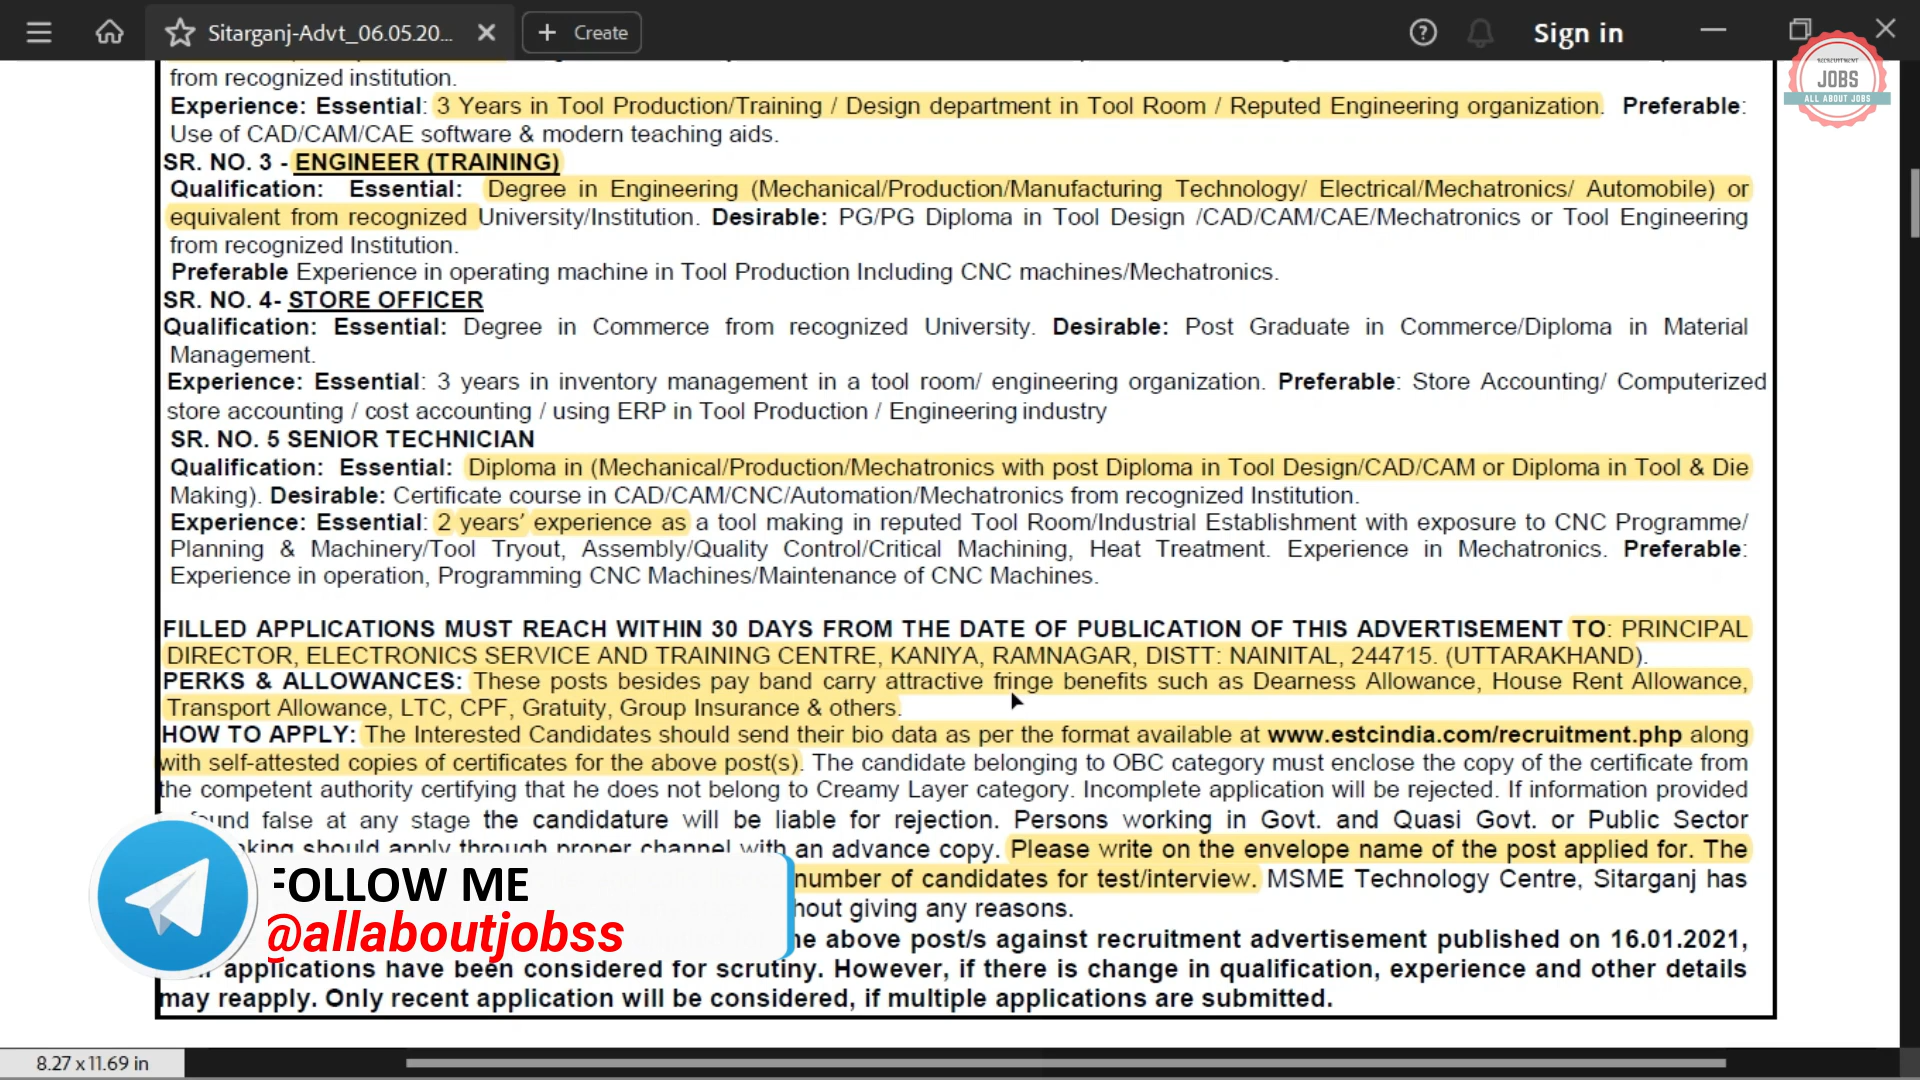 Sitarganj-Advt_06.05.20...
Create
Sign in
RECRUITMENT
JOBS
ALL ABOUT JOBS
from recognized institution.
Experience: Essential: 3 Years in Tool Production/Training / Design department in Tool Room / Reputed Engineering organization. Preferable:
Use of CAD/CAM/CAE software & modern teaching aids.
SR. NO. 3 - ENGINEER (TRAINING)
Qualification: Essential: Degree in Engineering (Mechanical/Production/Manufacturing Technology/ Electrical/Mechatronics/ Automobile) or
equivalent from recognized University/Institution. Desirable: PG/PG Diploma in Tool Design /CAD/CAM/CAE/Mechatronics or Tool Engineering
from recognized Institution.
Preferable Experience in operating machine in Tool Production Including CNC machines/Mechatronics.
SR. NO. 4- STORE OFFICER
Qualification: Essential: Degree in Commerce from recognized University. Desirable: Post Graduate in Commerce/Diploma in Material
Management.
Experience: Essential: 3 years in inventory management in a tool room/ engineering organization. Preferable: Store Accounting/ Computerized
store accounting / cost accounting / using ERP in Tool Production / Engineering industry
SR. NO. 5 SENIOR TECHNICIAN
Qualification: Essential: Diploma in (Mechanical/Production/Mechatronics with post Diploma in Tool Design/CAD/CAM or Diploma in Tool & Die
Making). Desirable: Certificate course in CAD/CAM/CNC/Automation/Mechatronics from recognized Institution.
Experience: Essential: 2 years’ experience as a tool making in reputed Tool Room/Industrial Establishment with exposure to CNC Programme/
Planning & Machinery/Tool Tryout, Assembly/Quality Control/Critical Machining, Heat Treatment. Experience in Mechatronics. Preferable:
Experience in operation, Programming CNC Machines/Maintenance of CNC Machines.
FILLED APPLICATIONS MUST REACH WITHIN 30 DAYS FROM THE DATE OF PUBLICATION OF THIS ADVERTISEMENT TO: PRINCIPAL
DIRECTOR, ELECTRONICS SERVICE AND TRAINING CENTRE, KANIYA, RAMNAGAR, DISTT: NAINITAL, 244715. (UTTARAKHAND).
PERKS & ALLOWANCES: These posts besides pay band carry attractive fringe benefits such as Dearness Allowance, House Rent Allowance,
Transport Allowance, LTC, CPF, Gratuity, Group Insurance & others.
HOW TO APPLY: The Interested Candidates should send their bio data as per the format available at www.estcindia.com/recruitment.php along
with self-attested copies of certificates for the above post(s). The candidate belonging to OBC category must enclose the copy of the certificate from
the competent authority certifying that he does not belong to Creamy Layer category. Incomplete application will be rejected. If information provided
found false at any stage the candidature will be liable for rejection. Persons working in Govt. and Quasi Govt. or Public Sector
should apply through proper channel with an advance copy. Please write on the envelope name of the post applied for. The
number of candidates for test/interview. MSME Technology Centre, Sitarganj has
giving any reasons.
above post/s against recruitment advertisement published on 16.01.2021,
applications have been considered for scrutiny. However, if there is change in qualification, experience and other details
may reapply. Only recent application will be considered, if multiple applications are submitted.
FOLLOW ME
@allaboutjobss
8.27 x 11.69 in